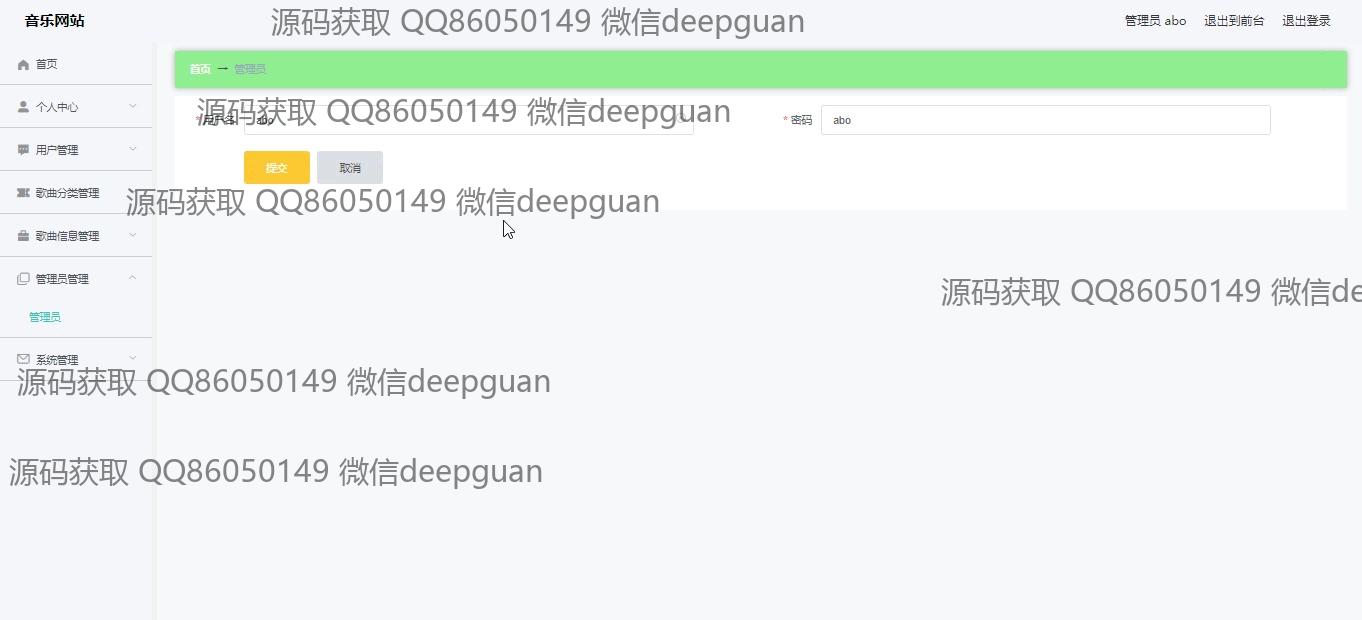 音乐网站
源码获取 QQ86050149 微信deepguan
管理员 abo 退出到前台 退出登录
首页
首页 → 管理员
个人中心
源码获取 QQ86050149 微信deepguan
*用户名 abo
*密码 abo
用户管理
提交 取消
歌曲分类管理
源码获取 QQ86050149 微信deepguan
歌曲信息管理
管理员管理
源码获取 QQ86050149 微信de
管理员
系统管理
源码获取 QQ86050149 微信deepguan
源码获取 QQ86050149 微信deepguan